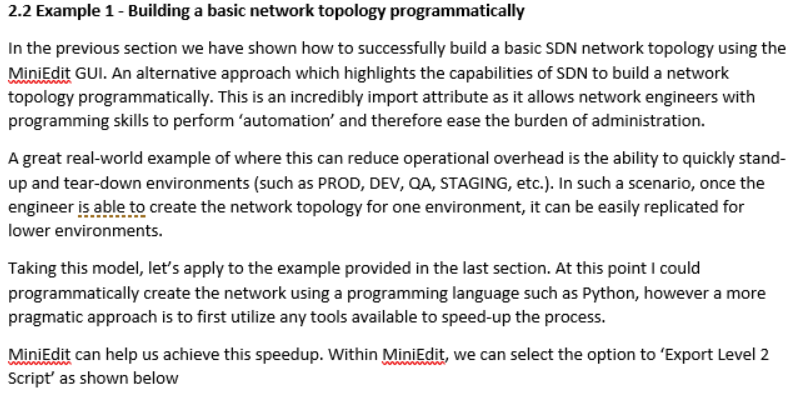 2.2 Example 1 - Building a basic network topology programmatically
In the previous section we have shown how to successfully build a basic SDN network topology using the
MiniEdit GUI. An alternative approach which highlights the capabilities of SDN to build a network
topology programmatically. This is an incredibly import attribute as it allows network engineers with
programming skills to perform ‘automation’ and therefore ease the burden of administration.
A great real-world example of where this can reduce operational overhead is the ability to quickly stand-
up and tear-down environments (such as PROD, DEV, QA, STAGING, etc.). In such a scenario, once the
engineer is able to create the network topology for one environment, it can be easily replicated for
lower environments.
Taking this model, let’s apply to the example provided in the last section. At this point I could
programmatically create the network using a programming language such as Python, however a more
pragmatic approach is to first utilize any tools available to speed-up the process.
MiniEdit can help us achieve this speedup. Within MiniEdit, we can select the option to ‘Export Level 2
Script’ as shown below